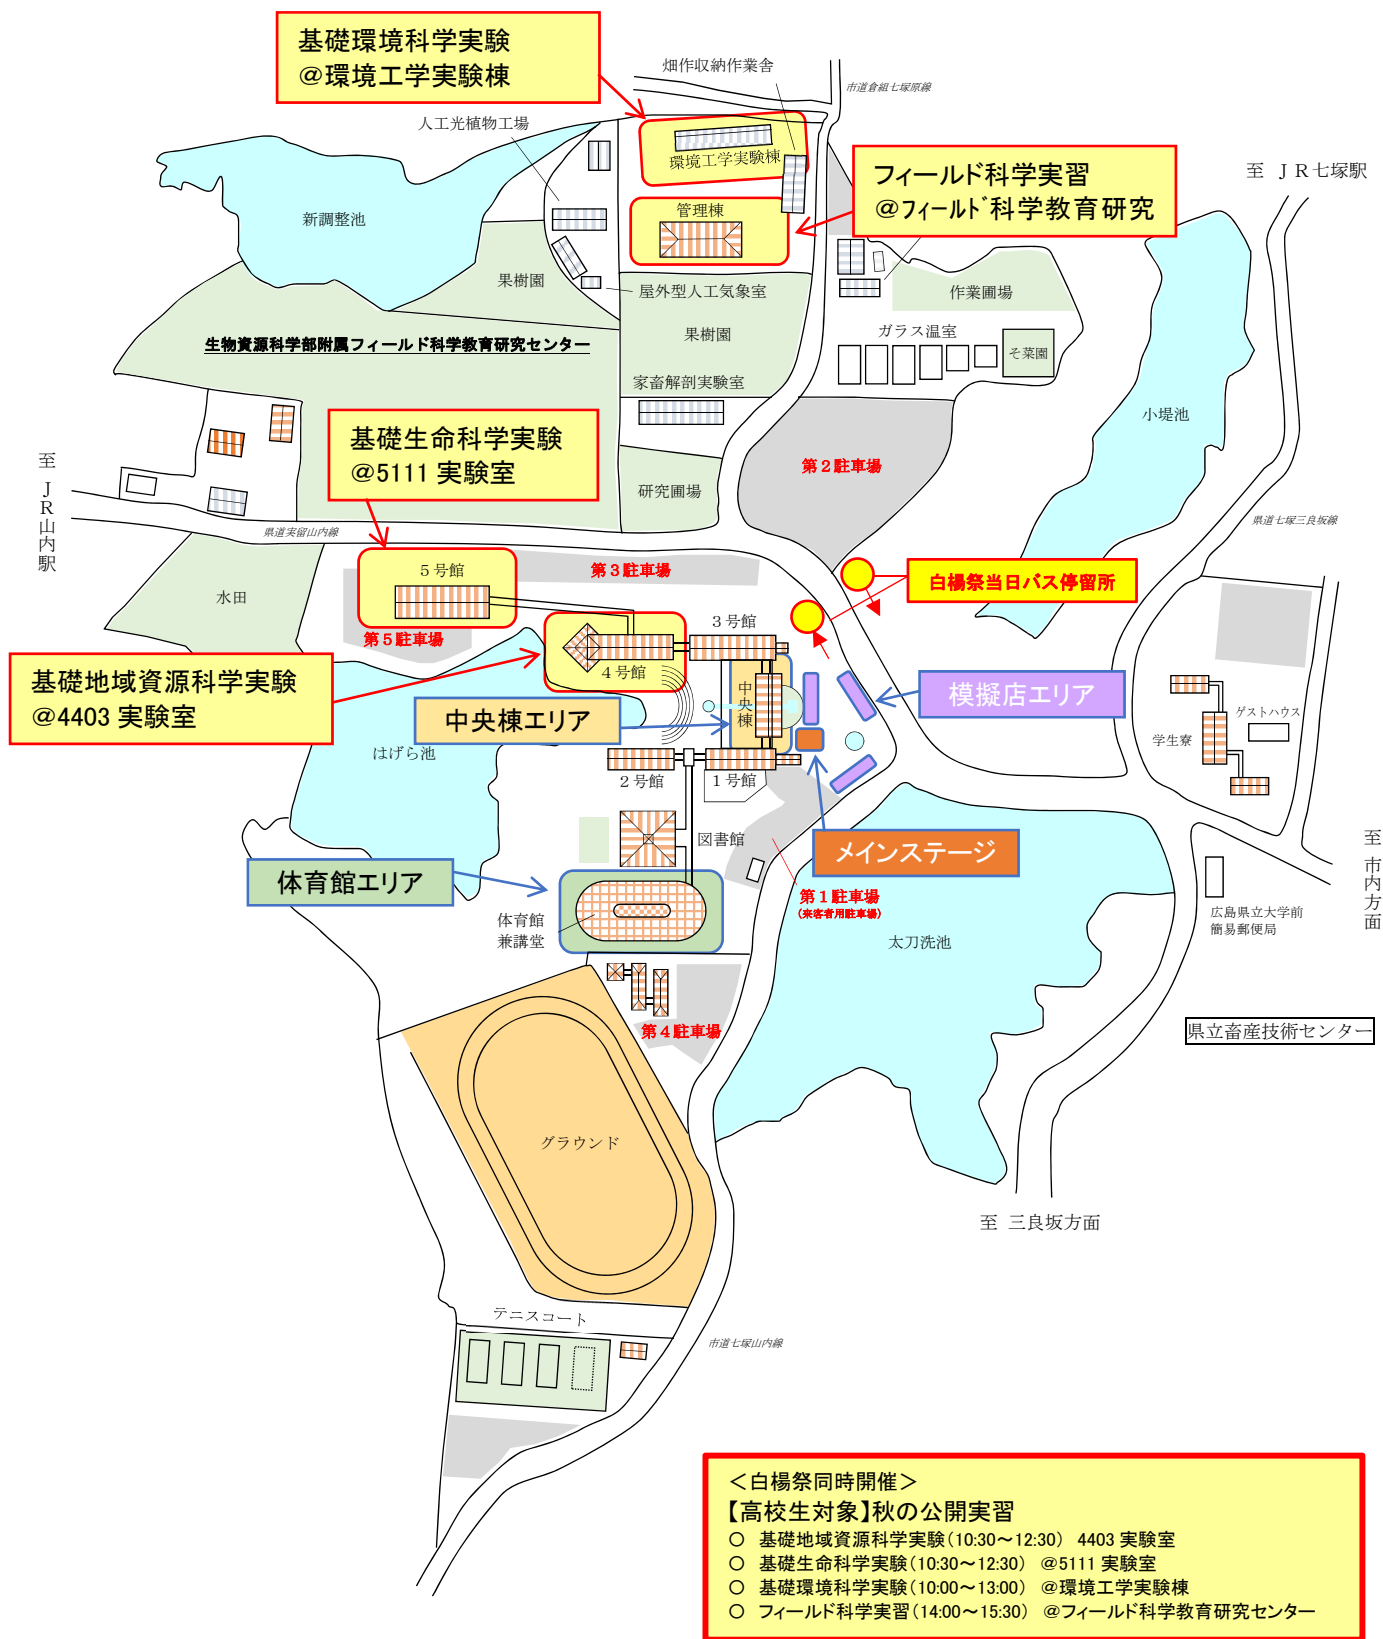 基礎環境科学実験
@環境工学実験棟
畑作収納作業舎
市道倉組七塚原線
人工光植物工場
環境工学実験棟
フィールド科学実習
@フィールド科学教育研究
至 JR七塚駅
新調整池
管理棟
果樹園
屋外型人工気象室
作業圃場
果樹園
ガラス温室
生物資源科学部附属フィールド科学教育研究センター
そ菜園
家畜解剖実験室
小堤池
基礎生命科学実験
@5111 実験室
至 JR山内駅
第2駐車場
研究圃場
県道七塚三良坂線
県道実留山内線
5号館
第3駐車場
白楊祭当日バス停留所
水田
3号館
第5駐車場
4号館
基礎地域資源科学実験
@4403 実験室
中央棟
模擬店エリア
中央棟エリア
ゲストハウス
学生寮
はげら池
2号館
1号館
図書館
メインステージ
至 市内方面
体育館エリア
第1駐車場
(来客者用駐車場)
体育館
兼講堂
広島県立大学前
簡易郵便局
太刀洗池
第4駐車場
県立畜産技術センター
グラウンド
至 三良坂方面
テニスコート
市道七塚山内線
<白楊祭同時開催>
【高校生対象】秋の公開実習
○ 基礎地域資源科学実験(10:30~12:30) 4403 実験室
○ 基礎生命科学実験(10:30~12:30) @5111 実験室
○ 基礎環境科学実験(10:00~13:00) @環境工学実験棟
○ フィールド科学実習(14:00~15:30) @フィールド科学教育研究センター